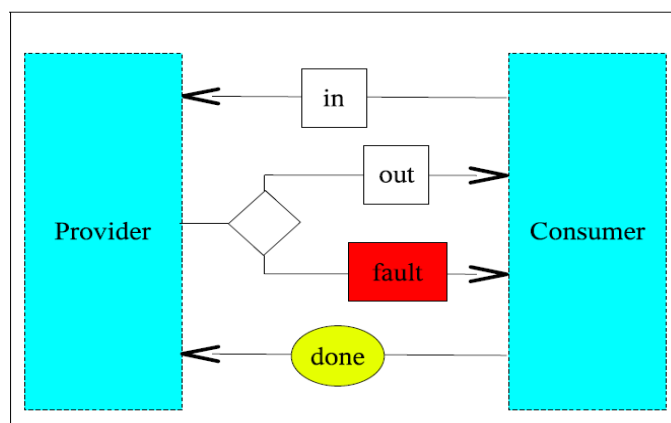 in
out
Provider
Consumer
fault
done